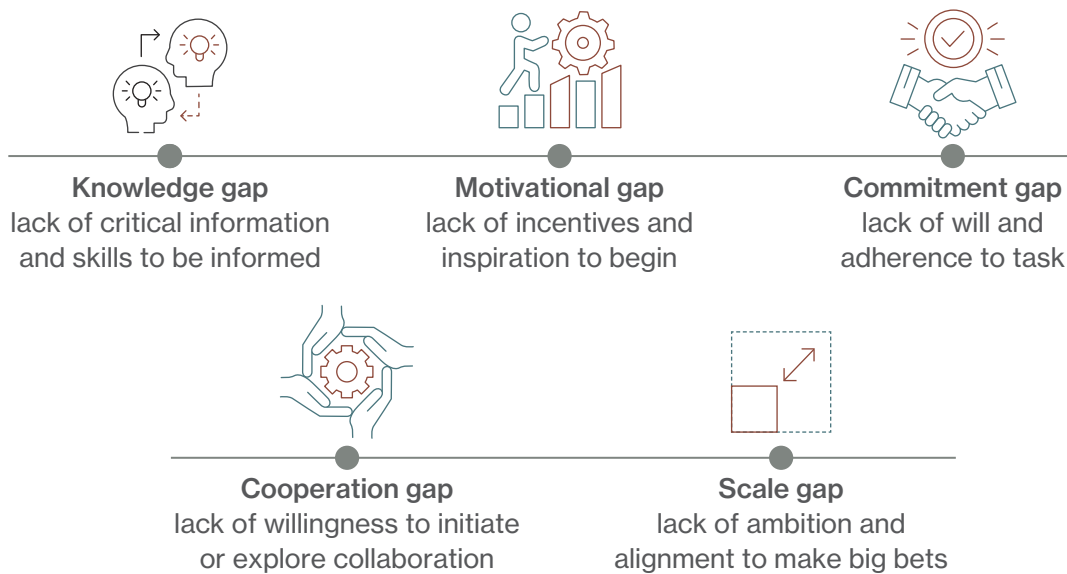 Knowledge gap
lack of critical information
and skills to be informed
Motivational gap
lack of incentives and
inspiration to begin
Commitment gap
lack of will and
adherence to task
Cooperation gap
lack of willingness to initiate
or explore collaboration
Scale gap
lack of ambition and
alignment to make big bets